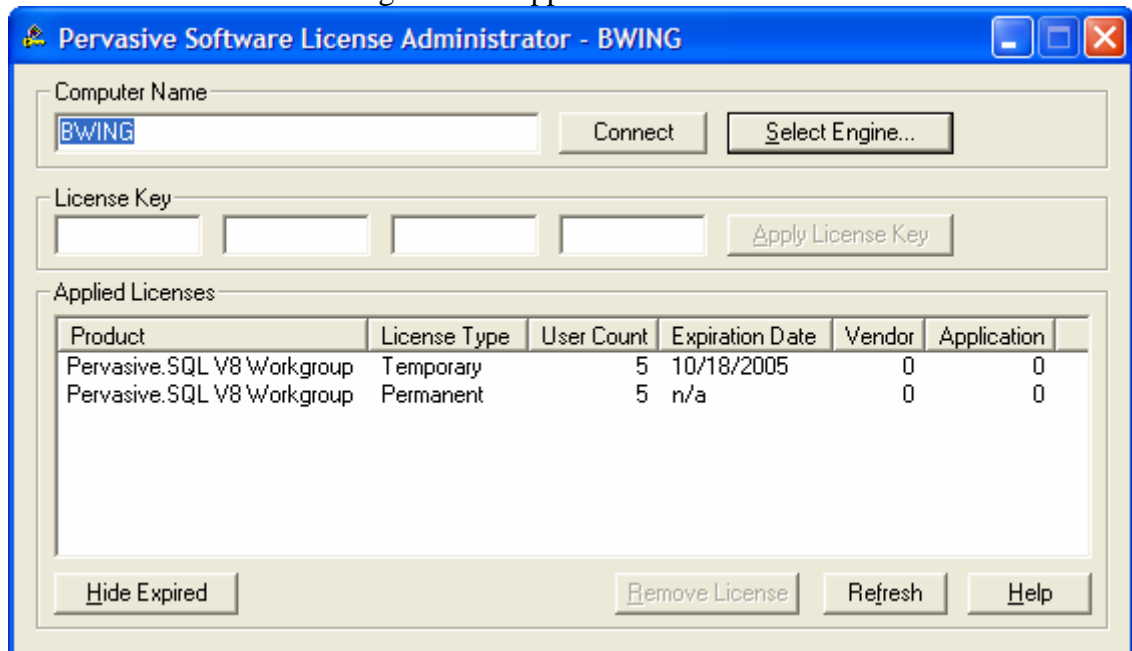 Pervasive Software License Administrator - BWING
Computer Name
BWING Connect Select Engine...
License Key
Apply License Key
Applied Licenses
Product License Type User Count Expiration Date Vendor Application
Pervasive.SQL V8 Workgroup Temporary 5 10/18/2005 0 0
Pervasive.SQL V8 Workgroup Permanent 5 n/a 0 0
Hide Expired Remove License Refresh Help